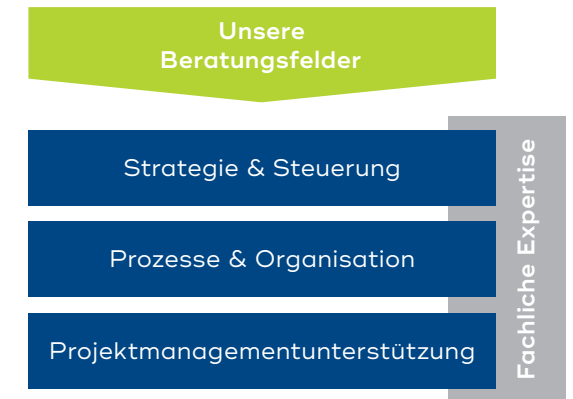 Unsere
Beratungsfelder
Strategie & Steuerung
Prozesse & Organisation
Projektmanagementunterstützung
Fachliche Expertise